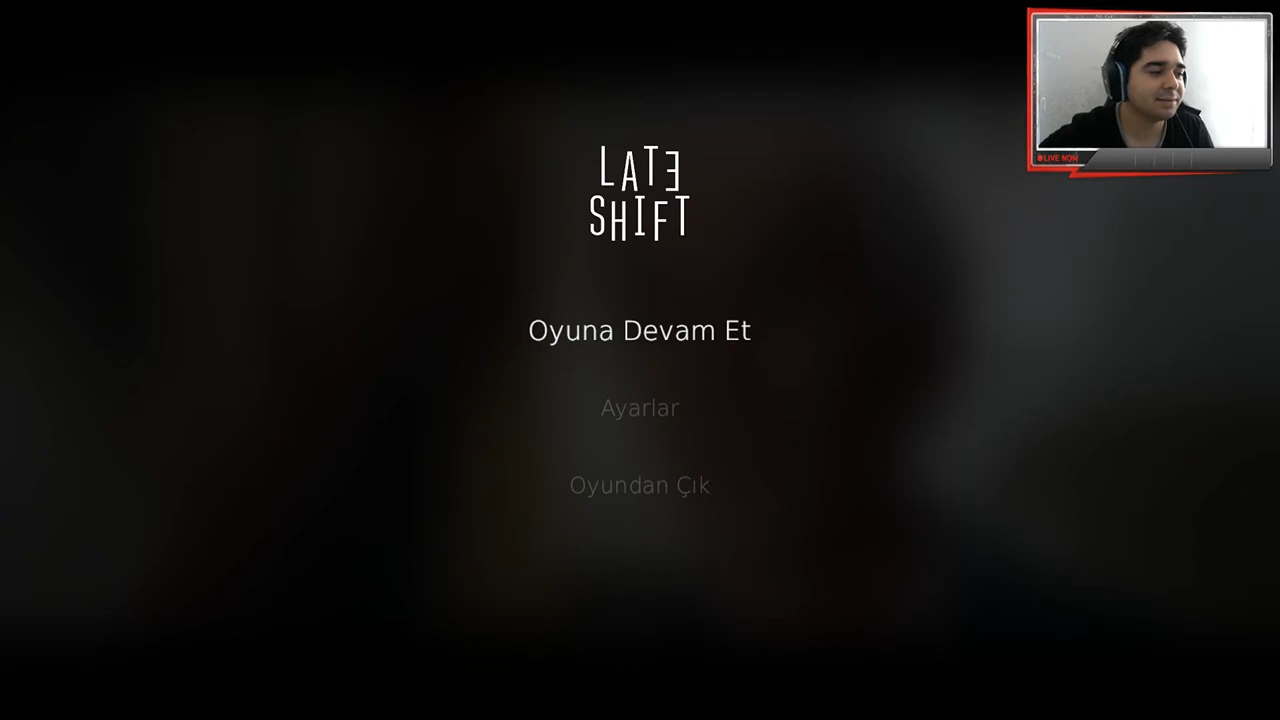 LATE
SHIFT
Oyuna Devam Et
Ayarlar
Oyundan Çık
LIVE NOW